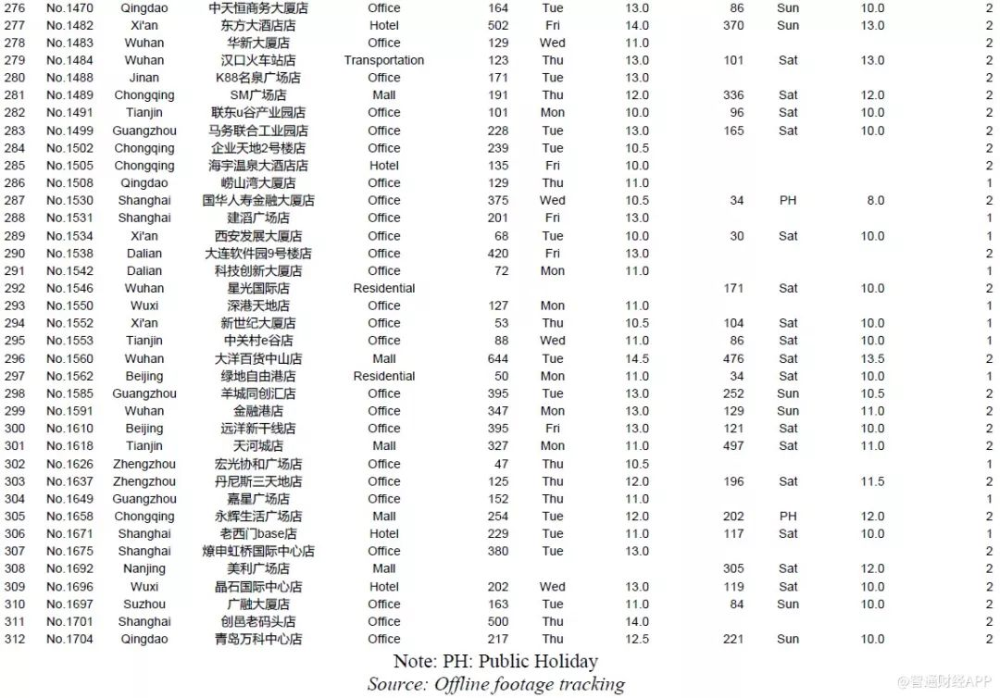 276 No.1470 Qingdao 中天恒商务大厦店 Office 164 Tue 13.0 86 Sun 10.0 2
277 No.1482 Xi'an 东方大酒店店 Hotel 502 Fri 14.0 370 Sun 13.0 2
278 No.1483 Wuhan 华新大厦店 Office 129 Wed 11.0 2
279 No.1484 Wuhan 汉口火车站店 Transportation 123 Thu 13.0 101 Sat 13.0 2
280 No.1488 Jinan K88名泉广场店 Office 171 Tue 13.0 2
281 No.1489 Chongqing SM广场店 Mall 191 Thu 12.0 336 Sat 12.0 2
282 No.1491 Tianjin 联东u谷产业园店 Office 101 Mon 10.0 96 Sat 10.0 2
283 No.1499 Guangzhou 马务联合工业园店 Office 228 Tue 13.0 165 Sat 10.0 2
284 No.1502 Chongqing 企业天地2号楼店 Office 239 Tue 10.5 2
285 No.1505 Chongqing 海宇温泉大酒店店 Hotel 135 Fri 10.0 2
286 No.1508 Qingdao 崂山湾大厦店 Office 129 Thu 11.0 1
287 No.1530 Shanghai 国华人寿金融大厦店 Office 375 Wed 10.5 34 PH 8.0 2
288 No.1531 Shanghai 建滔广场店 Office 201 Fri 13.0 1
289 No.1534 Xi'an 西安发展大厦店 Office 68 Tue 10.0 30 Sat 10.0 1
290 No.1538 Dalian 大连软件园9号楼店 Office 420 Fri 13.0 2
291 No.1542 Dalian 科技创新大厦店 Office 72 Mon 11.0 1
292 No.1546 Wuhan 星光国际店 Residential 171 Sat 10.0 2
293 No.1550 Wuxi 深港天地店 Office 127 Mon 11.0 1
294 No.1552 Xi'an 新世纪大厦店 Office 53 Thu 10.5 104 Sat 10.0 1
295 No.1553 Tianjin 中关村e谷店 Office 88 Wed 11.0 86 Sat 10.0 1
296 No.1560 Wuhan 大洋百货中山店 Mall 644 Tue 14.5 476 Sat 13.5 2
297 No.1562 Beijing 绿地自由港店 Residential 50 Mon 11.0 34 Sat 10.0 1
298 No.1585 Guangzhou 羊城同创汇店 Office 395 Tue 13.0 252 Sun 10.5 2
299 No.1591 Wuhan 金融港店 Office 347 Mon 13.0 129 Sun 11.0 2
300 No.1610 Beijing 远洋新干线店 Office 395 Fri 13.0 121 Sat 10.0 2
301 No.1618 Tianjin 天河城店 Mall 327 Mon 11.0 497 Sat 11.0 2
302 No.1626 Zhengzhou 宏光协和广场店 Office 47 Thu 10.5 1
303 No.1637 Zhengzhou 丹尼斯三天地店 Office 125 Thu 12.0 196 Sat 11.5 2
304 No.1649 Guangzhou 嘉星广场店 Office 152 Thu 11.0 1
305 No.1658 Chongqing 永辉生活广场店 Mall 254 Tue 12.0 202 PH 12.0 2
306 No.1671 Shanghai 老西门base店 Hotel 229 Tue 11.0 117 Sat 10.0 1
307 No.1675 Shanghai 燎申虹桥国际中心店 Office 380 Tue 13.0 2
308 No.1692 Nanjing 美利广场店 Mall 305 Sat 12.0 2
309 No.1696 Wuxi 晶石国际中心店 Hotel 202 Wed 13.0 119 Sat 10.0 2
310 No.1697 Suzhou 广融大厦店 Office 163 Tue 11.0 84 Sun 10.0 2
311 No.1701 Shanghai 创邑老码头店 Office 500 Thu 14.0 2
312 No.1704 Qingdao 青岛万科中心店 Office 217 Thu 12.5 221 Sun 10.0 2
Note: PH: Public Holiday
Source: Offline footage tracking
@智通财经APP